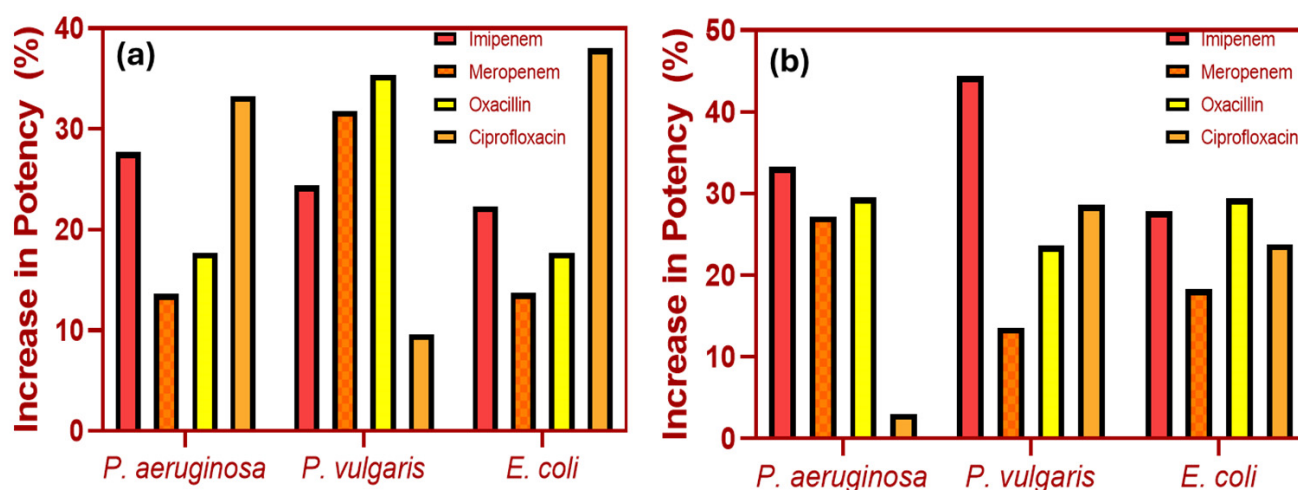 Increase in Potency (%)
40
30
20
10
0
(a)
Imipenem
Meropenem
Oxacillin
Ciprofloxacin
P. aeruginosa
P. vulgaris
E. coli
Increase in Potency (%)
50
40
30
20
10
0
(b)
Imipenem
Meropenem
Oxacillin
Ciprofloxacin
P. aeruginosa
P. vulgaris
E. coli